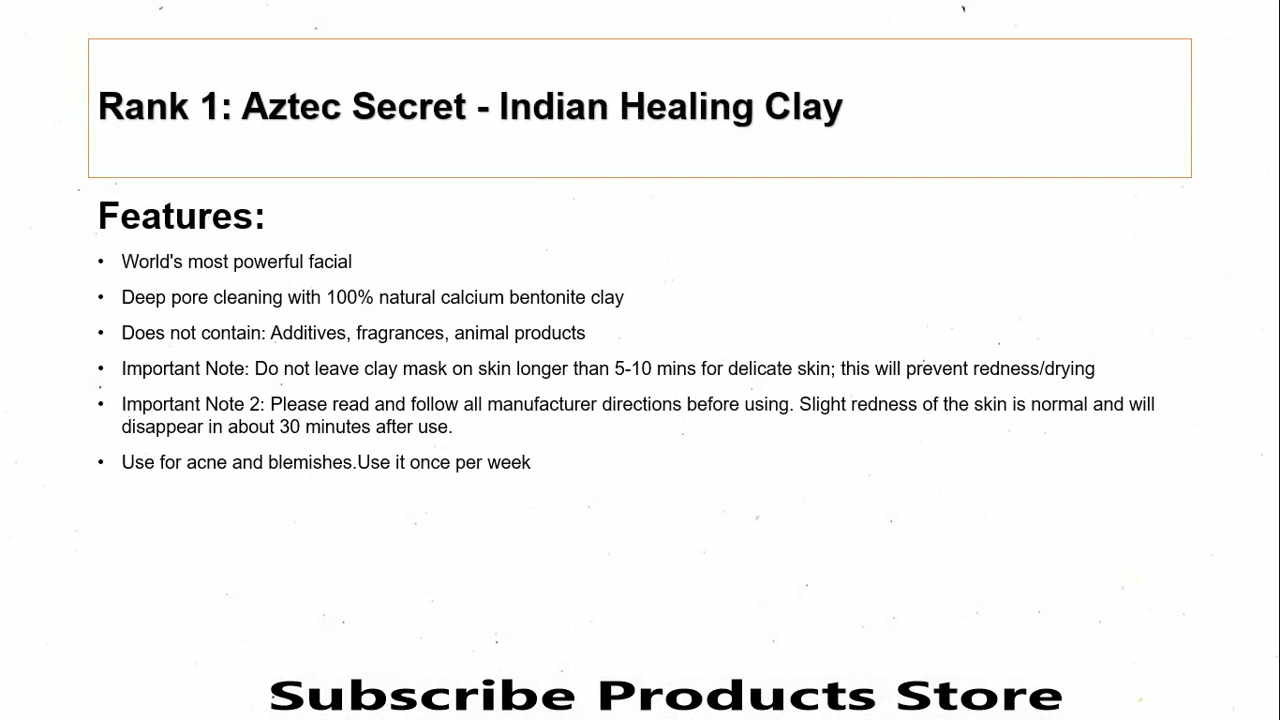 Rank 1: Aztec Secret - Indian Healing Clay
Features:
• World's most powerful facial
• Deep pore cleaning with 100% natural calcium bentonite clay
• Does not contain: Additives, fragrances, animal products
• Important Note: Do not leave clay mask on skin longer than 5-10 mins for delicate skin; this will prevent redness/drying
• Important Note 2: Please read and follow all manufacturer directions before using. Slight redness of the skin is normal and will
disappear in about 30 minutes after use.
• Use for acne and blemishes.Use it once per week
Subscribe Products Store